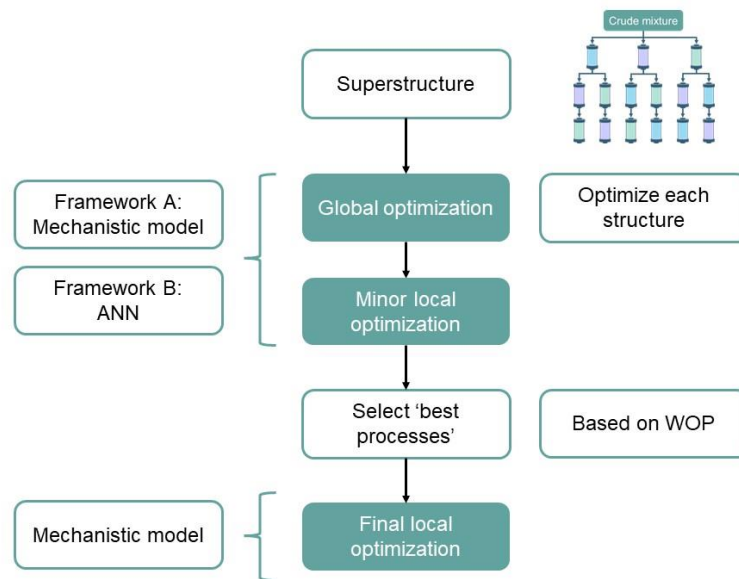 Crude mixture
Superstructure
Framework A:
Mechanistic model
Global optimization
Optimize each
structure
Framework B:
ANN
Minor local
optimization
Select ‘best
processes’
Based on WOP
Mechanistic model
Final local
optimization